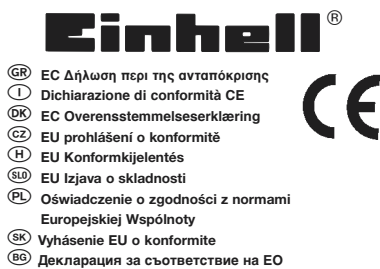 Einhell®
GR EC Δήλωση περι της ανταπόκρισης
I Dichiarazione di conformità CE
DK EC Overensstemmelseserklæring
CZ EU prohlášení o konformitě
H EU Konformkijelentés
SLO EU Izjava o skladnosti
PL Oświadczenie o zgodności z normami
Europejskiej Wspólnoty
SK Vyhásenie EU o konformite
BG Декларация за съответствие на ЕО
CE